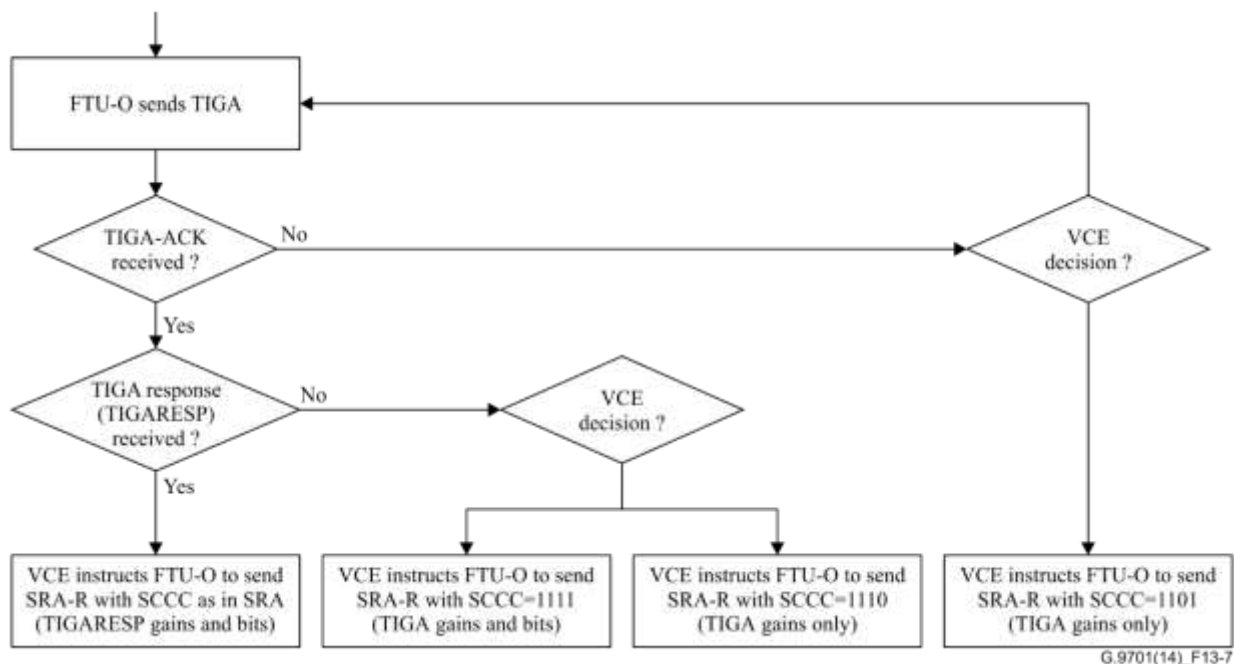 FTU-O sends TIGA
TIGA-ACK
received ?
No
VCE
decision ?
Yes
TIGA response
(TIGARESP)
received ?
No
VCE
decision ?
Yes
VCE instructs FTU-O to send
SRA-R with SCCC as in SRA
(TIGARESP gains and bits)
VCE instructs FTU-O to send
SRA-R with SCCC=1111
(TIGA gains and bits)
VCE instructs FTU-O to send
SRA-R with SCCC=1110
(TIGA gains only)
VCE instructs FTU-O to send
SRA-R with SCCC=1101
(TIGA gains only)
G.9701(14)_F13-7